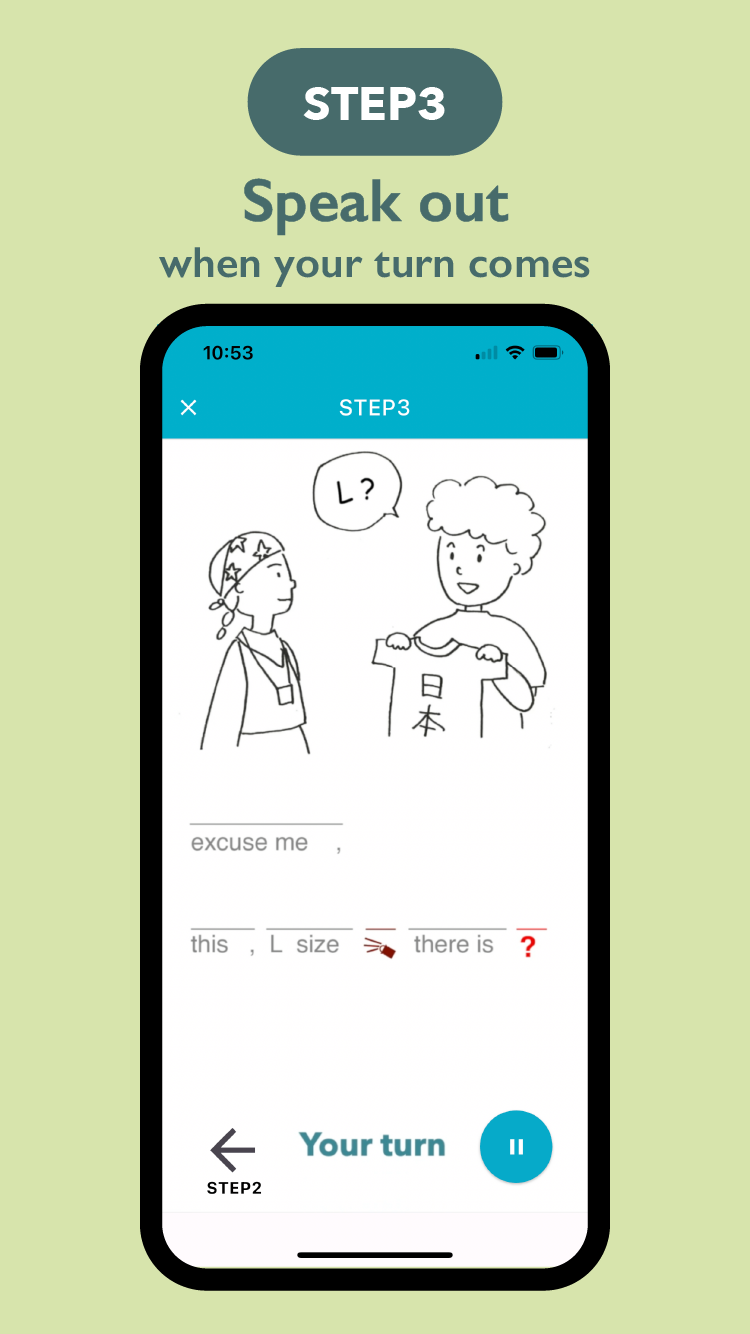 STEP3
Speak out
when your turn comes
10:53
STEP3
L?
日
本
excuse me ,
this , L size there is ?
Your turn
STEP2